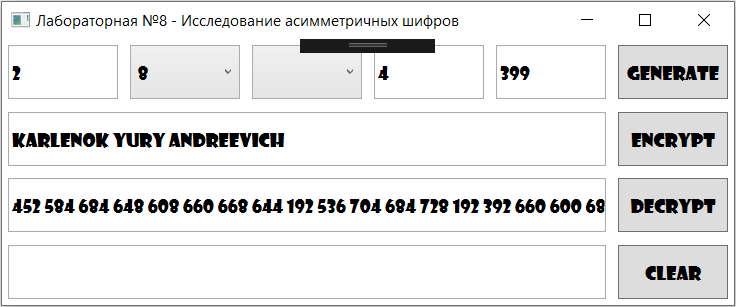 Лабораторная №8 - Исследование асимметричных шифров
2 8 4 399 GENERATE
KARLENOK YURY ANDREEVICH ENCRYPT
452 584 684 648 608 660 668 644 192 536 704 684 728 192 392 660 600 68 DECRYPT
CLEAR